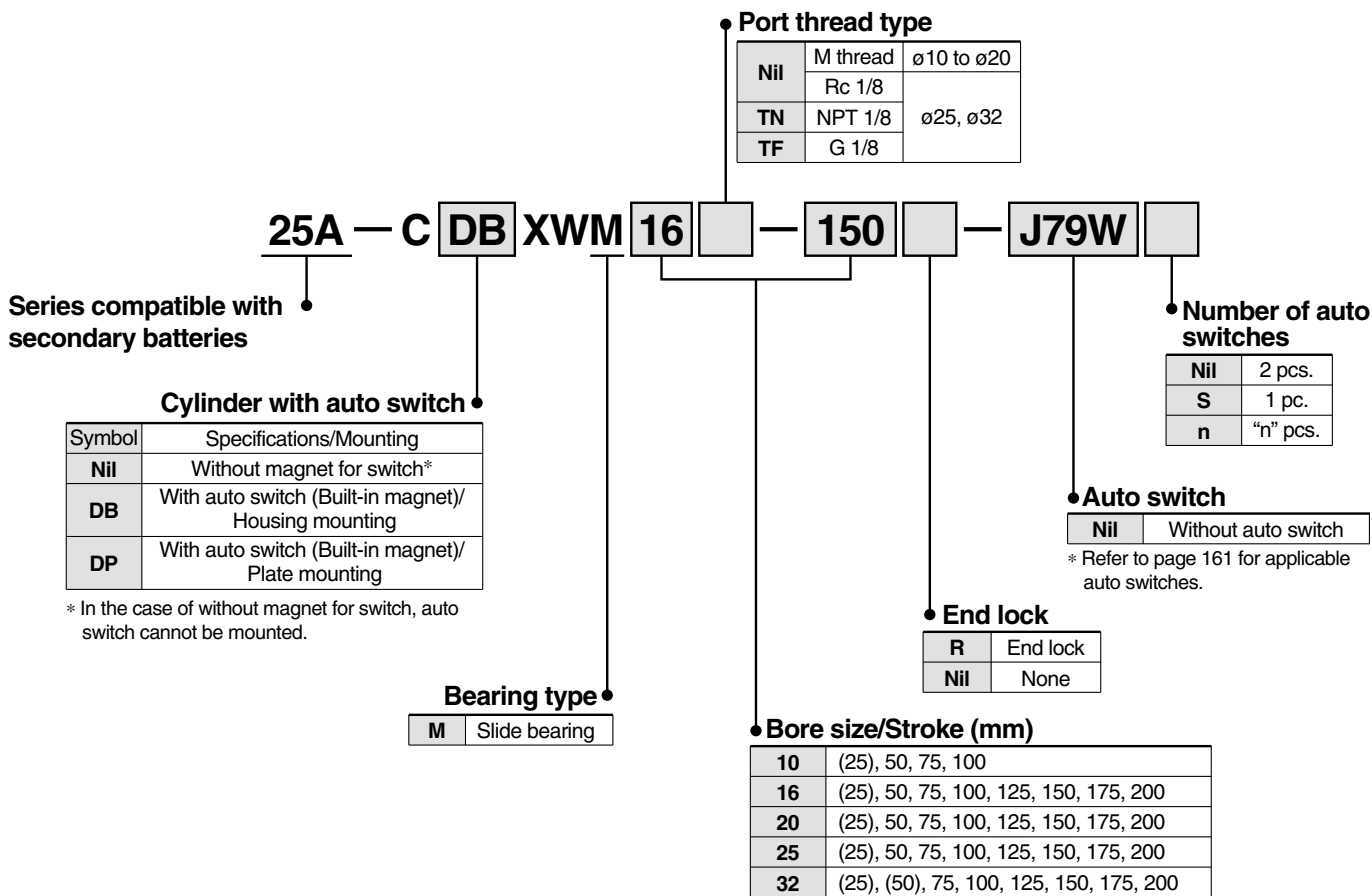 Port thread type
Nil M thread ø10 to ø20
Rc 1/8 ø25, ø32
TN NPT 1/8
TF G 1/8
25A — C DB XWM 16 — 150 — J79W
Series compatible with
secondary batteries
Number of auto
switches
Nil 2 pcs.
S 1 pc.
n “n” pcs.
Cylinder with auto switch
Symbol Specifications/Mounting
Nil Without magnet for switch*
DB With auto switch (Built-in magnet)/
Housing mounting
DP With auto switch (Built-in magnet)/
Plate mounting
* In the case of without magnet for switch, auto
switch cannot be mounted.
Auto switch
Nil Without auto switch
* Refer to page 161 for applicable
auto switches.
End lock
R End lock
Nil None
Bearing type
M Slide bearing
Bore size/Stroke (mm)
10 (25), 50, 75, 100
16 (25), 50, 75, 100, 125, 150, 175, 200
20 (25), 50, 75, 100, 125, 150, 175, 200
25 (25), 50, 75, 100, 125, 150, 175, 200
32 (25), (50), 75, 100, 125, 150, 175, 200